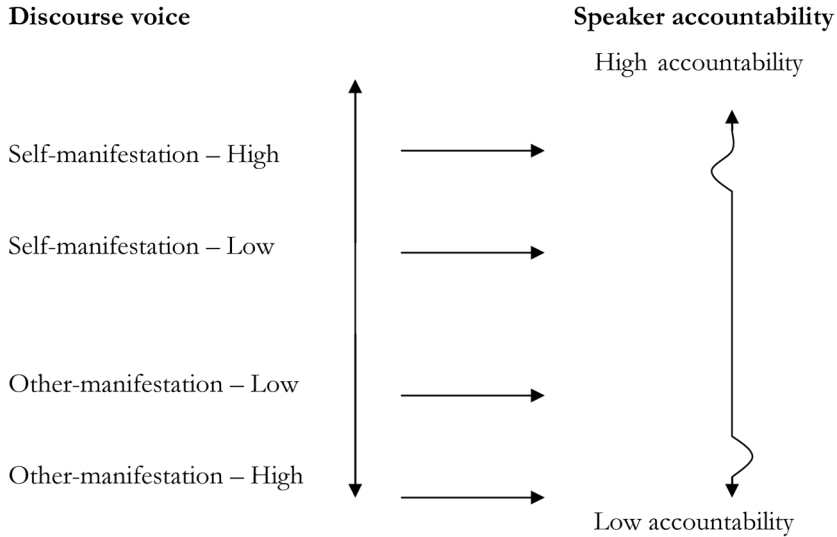 Discourse voice
Speaker accountability
High accountability
Self-manifestation – High
Self-manifestation – Low
Other-manifestation – Low
Other-manifestation – High
Low accountability